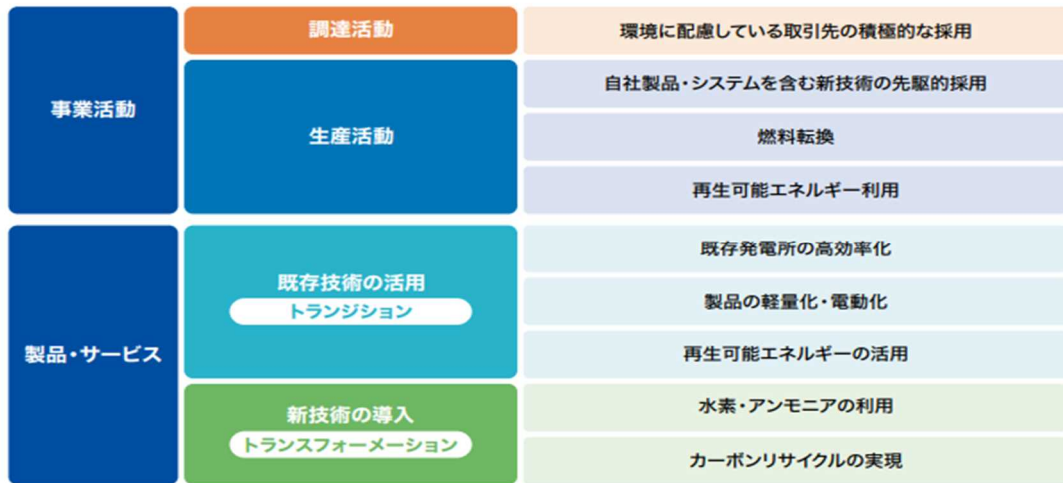 事業活動
調達活動
環境に配慮している取引先の積極的な採用
生産活動
自社製品・システムを含む新技術の先駆的採用
燃料転換
再生可能エネルギー利用
製品・サービス
既存技術の活用
トランジション
既存発電所の高効率化
製品の軽量化・電動化
再生可能エネルギーの活用
新技術の導入
トランスフォーメーション
水素・アンモニアの利用
カーボンリサイクルの実現